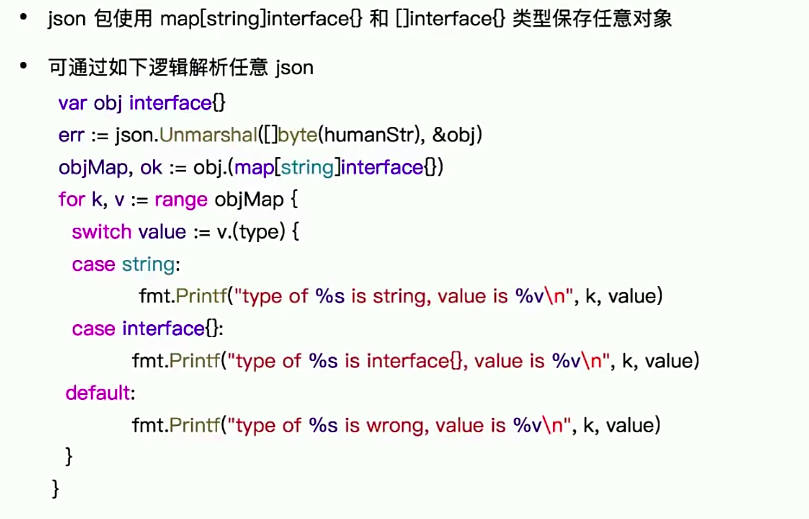 • json 包使用 map[string]interface{} 和 []interface{} 类型保存任意对象
• 可通过如下逻辑解析任意 json
var obj interface{}
err := json.Unmarshal([]byte(humanStr), &obj)
objMap, ok := obj.(map[string]interface{})
for k, v := range objMap {
switch value := v.(type) {
case string:
fmt.Printf("type of %s is string, value is %v\n", k, value)
case interface{}:
fmt.Printf("type of %s is interface{}, value is %v\n", k, value)
default:
fmt.Printf("type of %s is wrong, value is %v\n", k, value)
}
}